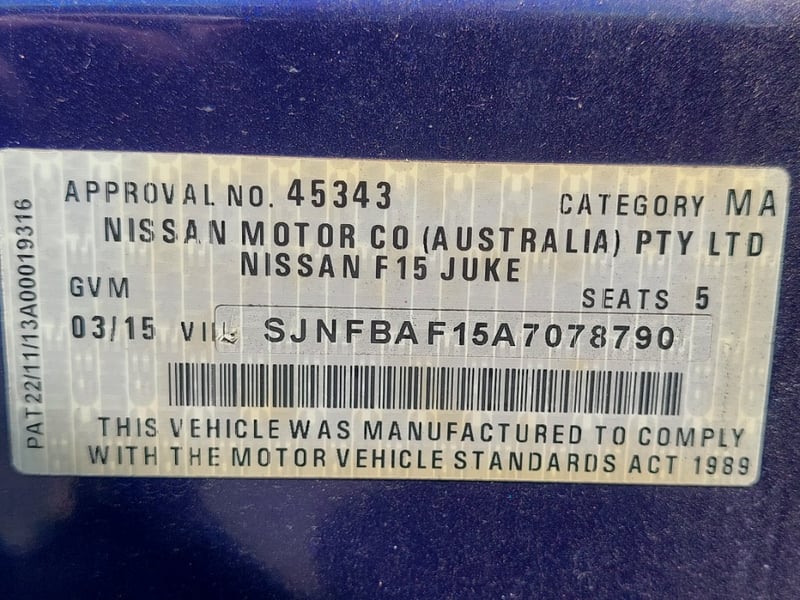 APPROVAL NO. 45343 CATEGORY MA
NISSAN MOTOR CO (AUSTRALIA) PTY LTD
NISSAN F15 JUKE
GVM SEATS 5
03/15 VIN SJNFBAF15A7078790
THIS VEHICLE WAS MANUFACTURED TO COMPLY
WITH THE MOTOR VEHICLE STANDARDS ACT 1989
PAT22/11/13A00019316